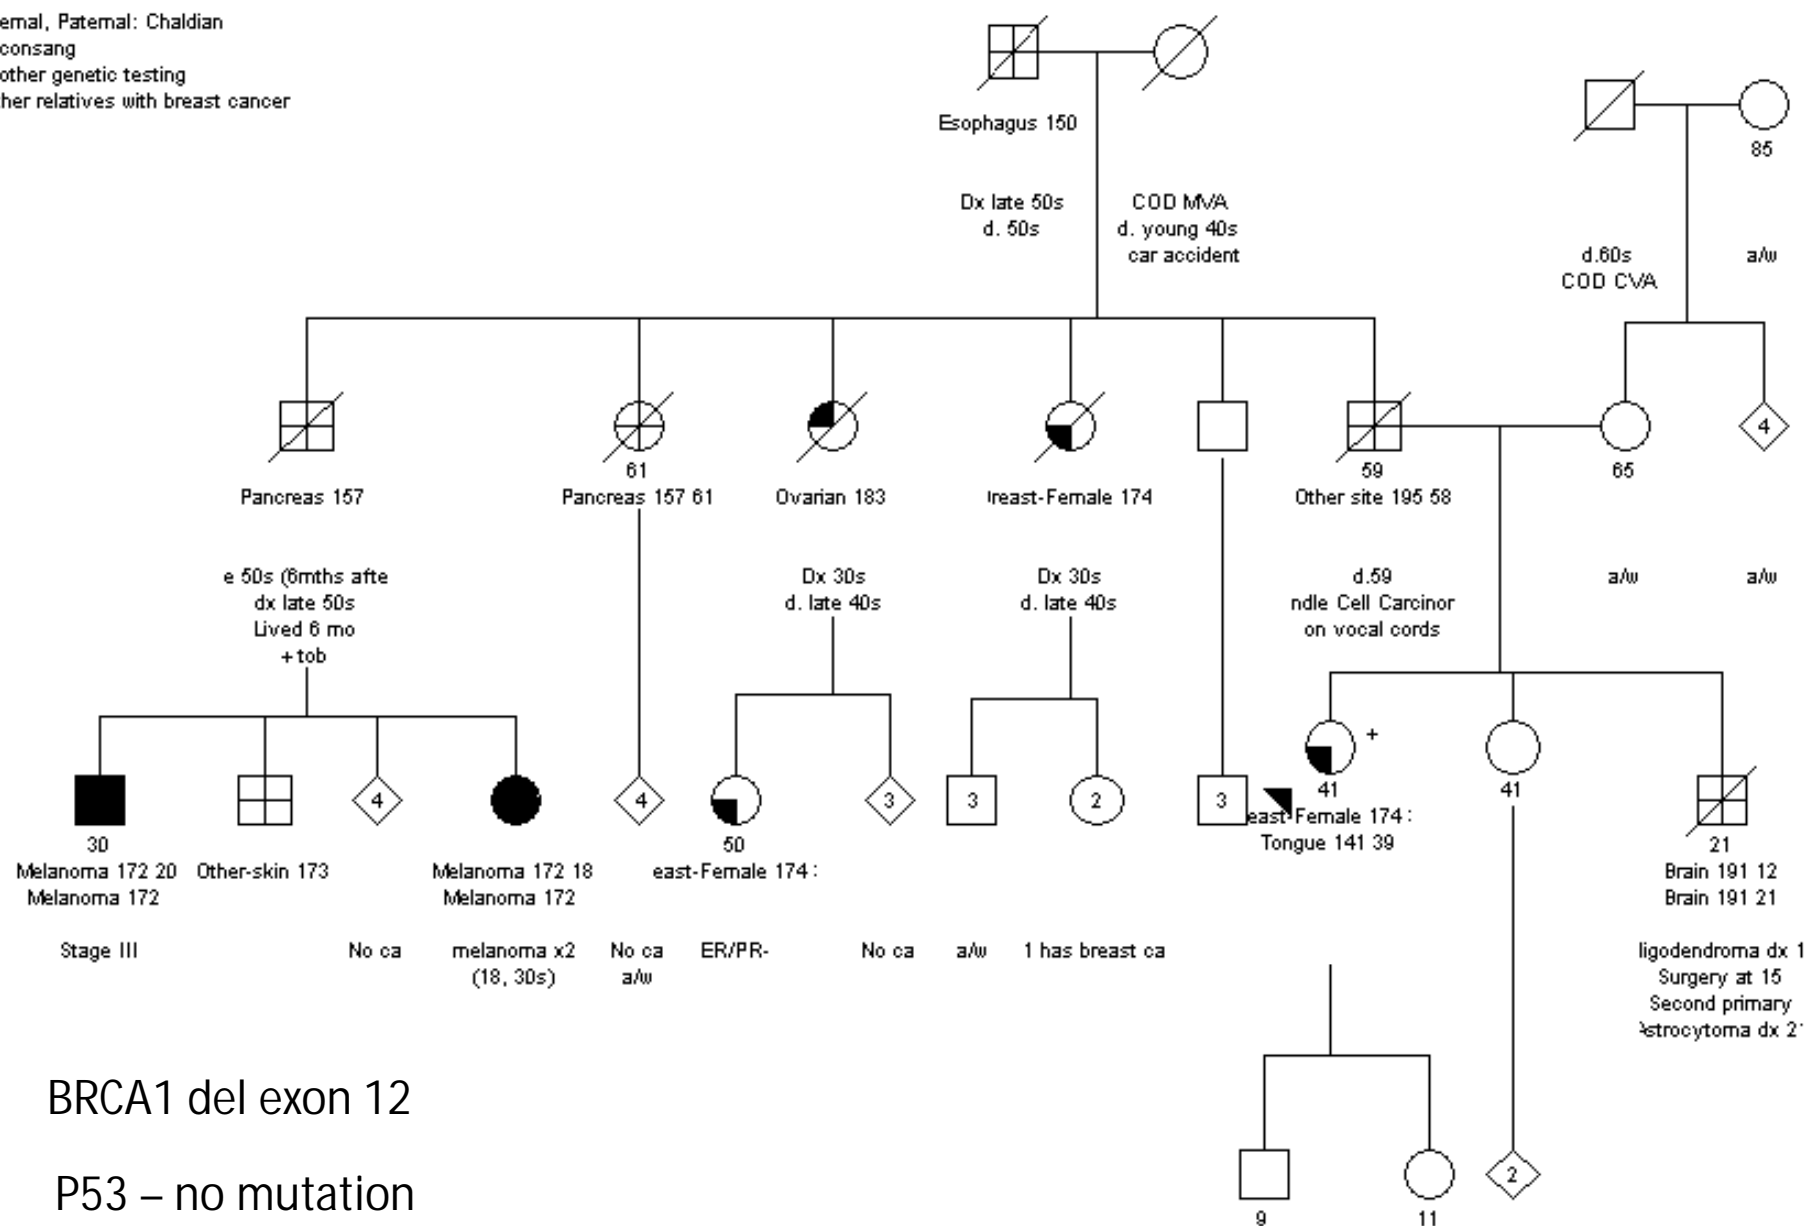 ernal, Paternal: Chaldian
consang
other genetic testing
her relatives with breast cancer
Esophagus 150
85
Dx late 50s
d. 50s
COD MVA
d. young 40s
car accident
d.60s
COD CVA
a/w
4
61
59
65
Pancreas 157
Pancreas 157 61
Ovarian 183
reast-Female 174
Other site 195 58
e 50s (6mths afte
dx late 50s
Lived 6 mo
+tob
Dx 30s
d. late 40s
Dx 30s
d. late 40s
d.59
ndle Cell Carcinor
on vocal cords
a/w
a/w
+
4
4
3
3
2
3
41
41
30
50
21
Melanoma 172 20
Melanoma 172
Other-skin 173
Melanoma 172 18
Melanoma 172
east-Female 174 :
east-Female 174 :
Tongue 141 39
Brain 191 12
Brain 191 21
Stage III
No ca
melanoma x2
(18, 30s)
No ca
a/w
ER/PR-
No ca
a/w
1 has breast ca
ligodendroma dx 1
Surgery at 15
Second primary
Astrocytoma dx 2
BRCA1 del exon 12
P53 – no mutation
2
9
11